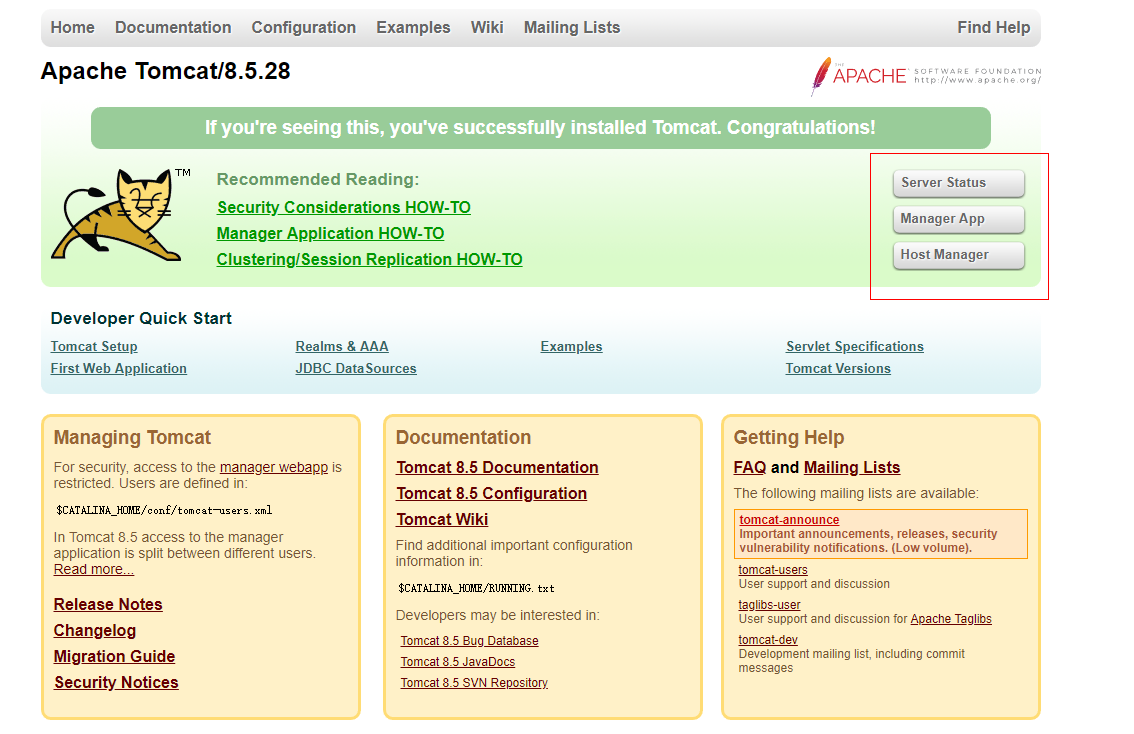 Home Documentation Configuration Examples Wiki Mailing Lists Find Help
Apache Tomcat/8.5.28
THE APACHE SOFTWARE FOUNDATION
http://www.apache.org/
If you're seeing this, you've successfully installed Tomcat. Congratulations!
TM
Recommended Reading:
Security Considerations HOW-TO
Manager Application HOW-TO
Clustering/Session Replication HOW-TO
Server Status
Manager App
Host Manager
Developer Quick Start
Tomcat Setup
First Web Application
Realms & AAA
JDBC DataSources
Examples
Servlet Specifications
Tomcat Versions
Managing Tomcat
For security, access to the manager webapp is
restricted. Users are defined in:
$CATALINA_HOME/conf/tomcat-users.xml
In Tomcat 8.5 access to the manager
application is split between different users.
Read more...
Release Notes
Changelog
Migration Guide
Security Notices
Documentation
Tomcat 8.5 Documentation
Tomcat 8.5 Configuration
Tomcat Wiki
Find additional important configuration
information in:
$CATALINA_HOME/RUNNING.txt
Developers may be interested in:
Tomcat 8.5 Bug Database
Tomcat 8.5 JavaDocs
Tomcat 8.5 SVN Repository
Getting Help
FAQ and Mailing Lists
The following mailing lists are available:
tomcat-announce
Important announcements, releases, security
vulnerability notifications. (Low volume).
tomcat-users
User support and discussion
taglibs-user
User support and discussion for Apache Taglibs
tomcat-dev
Development mailing list, including commit
messages